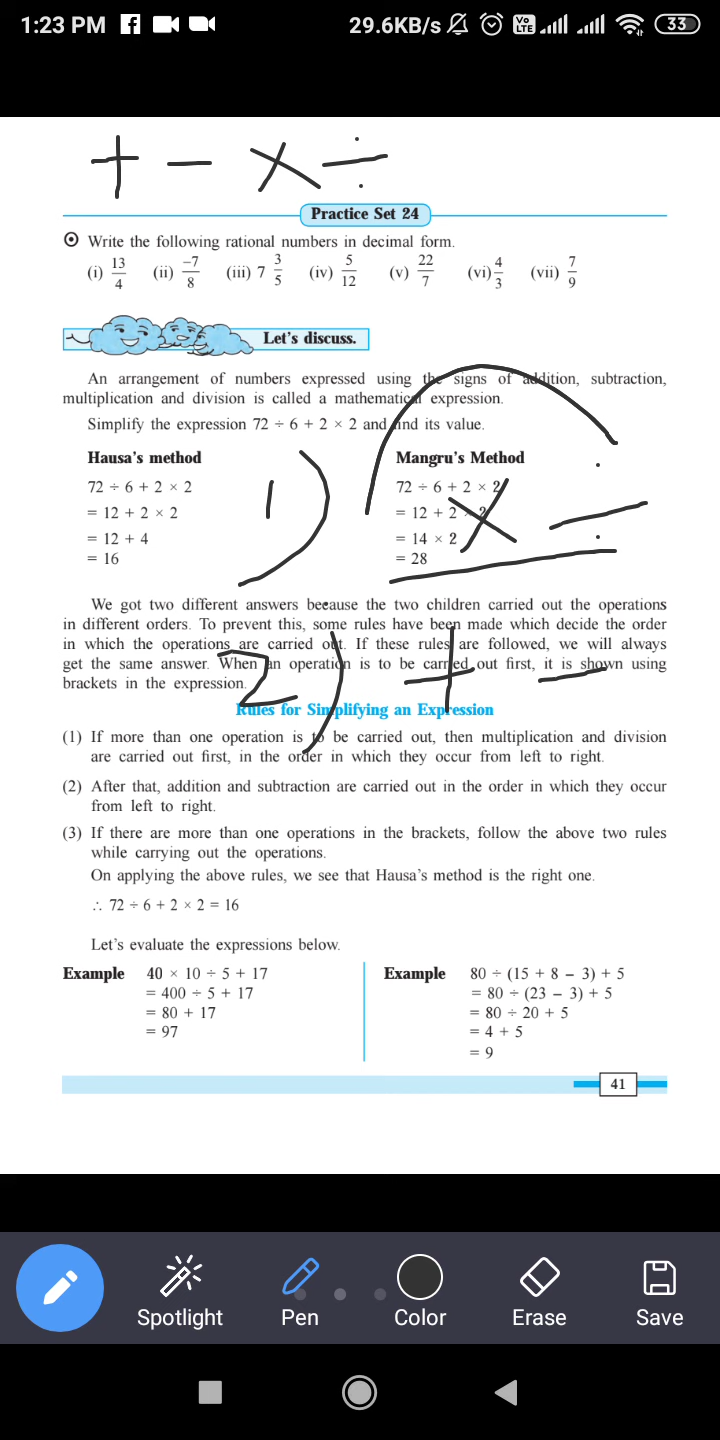 1:23 PM 29.6KB/s Vo LTE 33
+ − × ÷
Practice Set 24
Write the following rational numbers in decimal form.
(i) 13/4 (ii) −7/8 (iii) 7 3/5 (iv) 5/12 (v) 22/7 (vi) 4/3 (vii) 7/9
Let's discuss.
An arrangement of numbers expressed using the signs of addition, subtraction,
multiplication and division is called a mathematical expression.
Simplify the expression 72 ÷ 6 + 2 × 2 and find its value.
Hausa's method
72 ÷ 6 + 2 × 2
= 12 + 2 × 2
= 12 + 4
= 16
1)
Mangru's Method
72 ÷ 6 + 2 × 2
= 12 + 2 × 2
= 14 × 2
= 28
× ÷
We got two different answers because the two children carried out the operations
in different orders. To prevent this, some rules have been made which decide the order
in which the operations are carried out. If these rules are followed, we will always
get the same answer. When an operation is to be carried out first, it is shown using
brackets in the expression.
2) + −
Rules for Simplifying an Expression
(1) If more than one operation is to be carried out, then multiplication and division
are carried out first, in the order in which they occur from left to right.
(2) After that, addition and subtraction are carried out in the order in which they occur
from left to right.
(3) If there are more than one operations in the brackets, follow the above two rules
while carrying out the operations.
On applying the above rules, we see that Hausa's method is the right one.
∴ 72 ÷ 6 + 2 × 2 = 16
Let's evaluate the expressions below.
Example 40 × 10 ÷ 5 + 17
= 400 ÷ 5 + 17
= 80 + 17
= 97
Example 80 ÷ (15 + 8 − 3) + 5
= 80 ÷ (23 − 3) + 5
= 80 ÷ 20 + 5
= 4 + 5
= 9
41
Spotlight Pen Color Erase Save